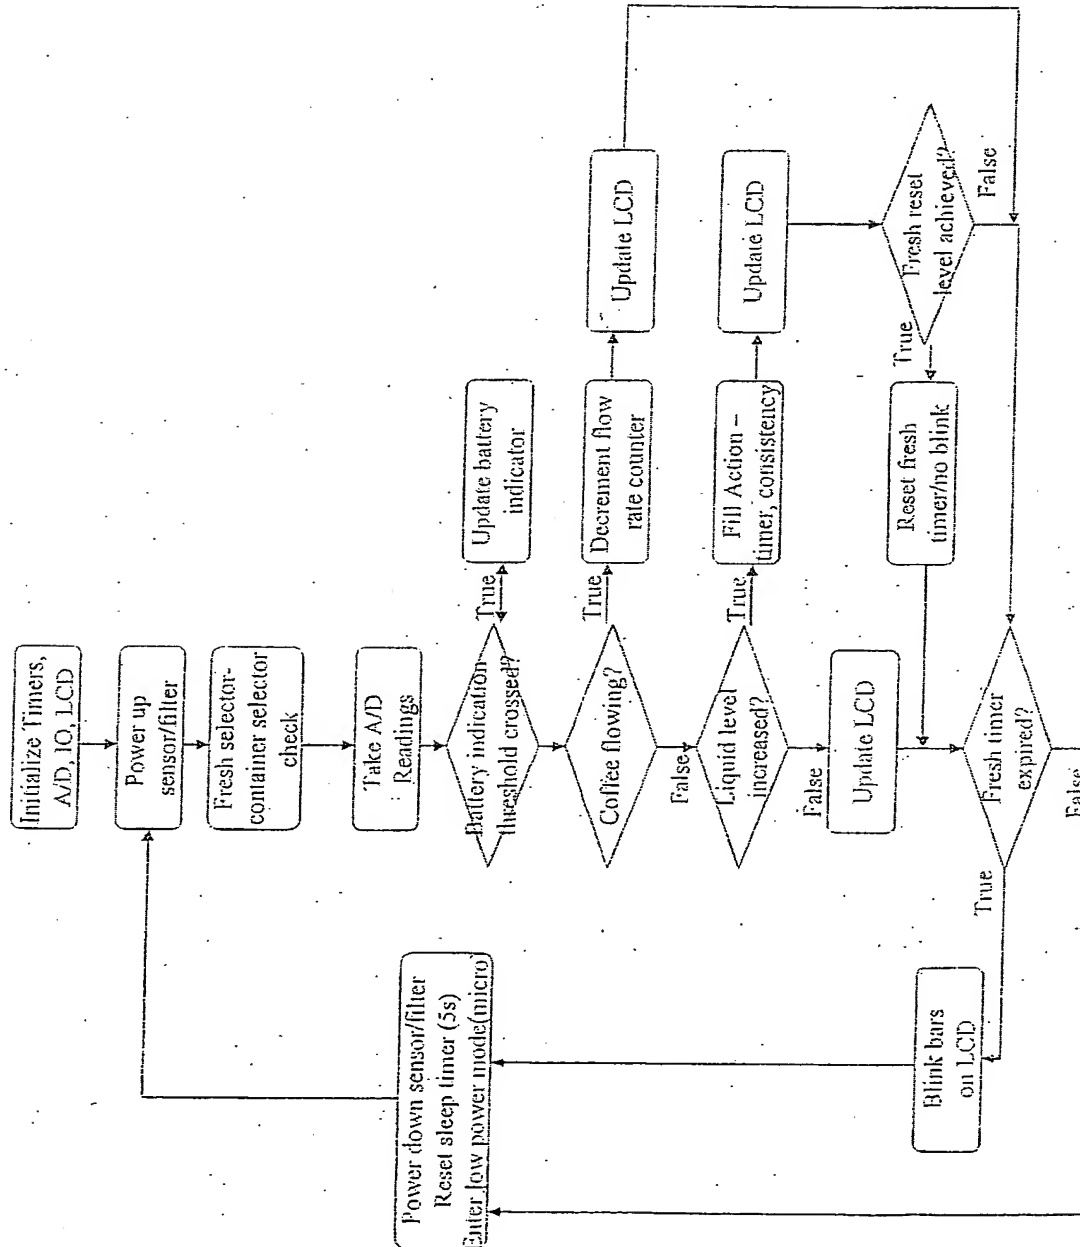 Initialize Timers,
A/D, IO, LCD
Power up
sensor/filter
Fresh selector-
container selector
check
Take A/D
Readings
Battery indication
threshold crossed?
True
Update battery
indicator
Coffee flowing?
True
Decrement flow
rate counter
Update LCD
False
Liquid level
increased?
True
Fill Action –
timer, consistency
Update LCD
False
Update LCD
Fresh reset
level achieved?
True
False
Reset fresh
timer/no blink
Fresh timer
expired?
True
False
Blink bars
on LCD
Power down sensor/filter
Reset sleep timer (5s)
Enter low power mode(micro)